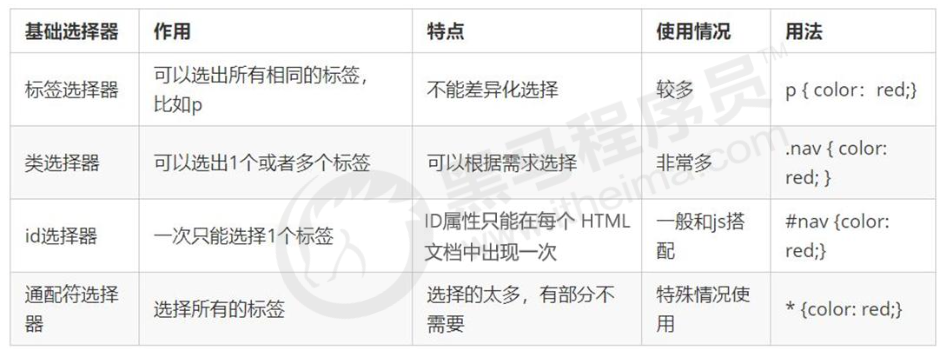 基础选择器 作用 特点 使用情况 用法
标签选择器 可以选出所有相同的标签，比如p 不能差异化选择 较多 p { color：red;}
类选择器 可以选出1个或者多个标签 可以根据需求选择 非常多 .nav { color: red; }
id选择器 一次只能选择1个标签 ID属性只能在每个 HTML 文档中出现一次 一般和js搭配 #nav {color: red;}
通配符选择器 选择所有的标签 选择的太多，有部分不需要 特殊情况使用 * {color: red;}
黑马程序员™
www.itheima.com